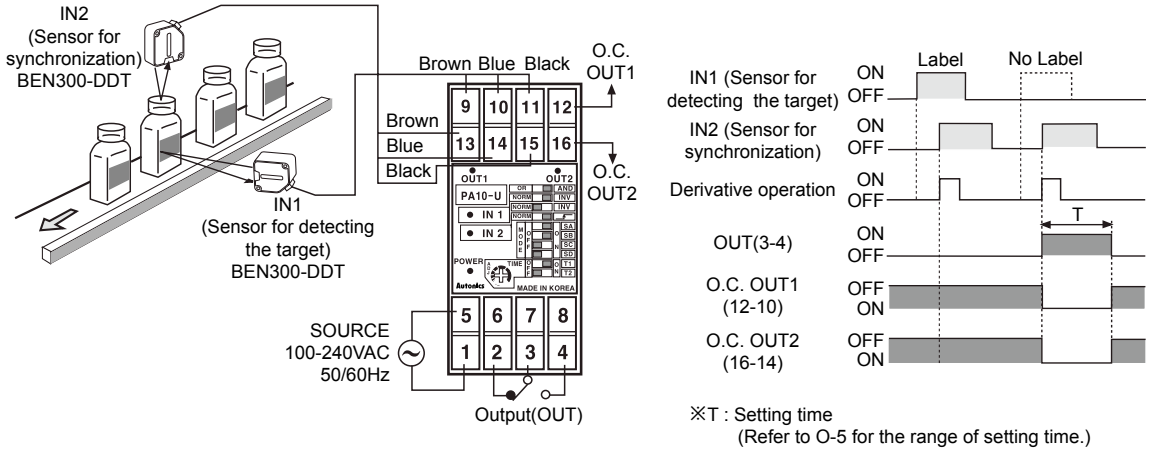 IN2
(Sensor for
synchronization)
BEN300-DDT
IN1
(Sensor for detecting
the target)
BEN300-DDT
Brown Blue Black
O.C.
OUT1
9 10 11 12
Brown
Blue
Black
13 14 15 16
O.C.
OUT2
OUT1 OUT2
PA10-U
IN 1
IN 2
OR AND
NORM INV
NORM INV
NORM
MODE
OFF
ON
SA
SB
SC
SD
POWER
ADJ
TIME
OFF
ON
T1
T2
Autonics MADE IN KOREA
5 6 7 8
1 2 3 4
SOURCE
100-240VAC
50/60Hz
Output(OUT)
Label No Label
IN1 (Sensor for
detecting the target)
ON
OFF
IN2 (Sensor for
synchronization)
ON
OFF
Derivative operation
ON
OFF
T
OUT(3-4)
ON
OFF
O.C. OUT1
(12-10)
OFF
ON
O.C. OUT2
(16-14)
OFF
ON
※T : Setting time
(Refer to O-5 for the range of setting time.)